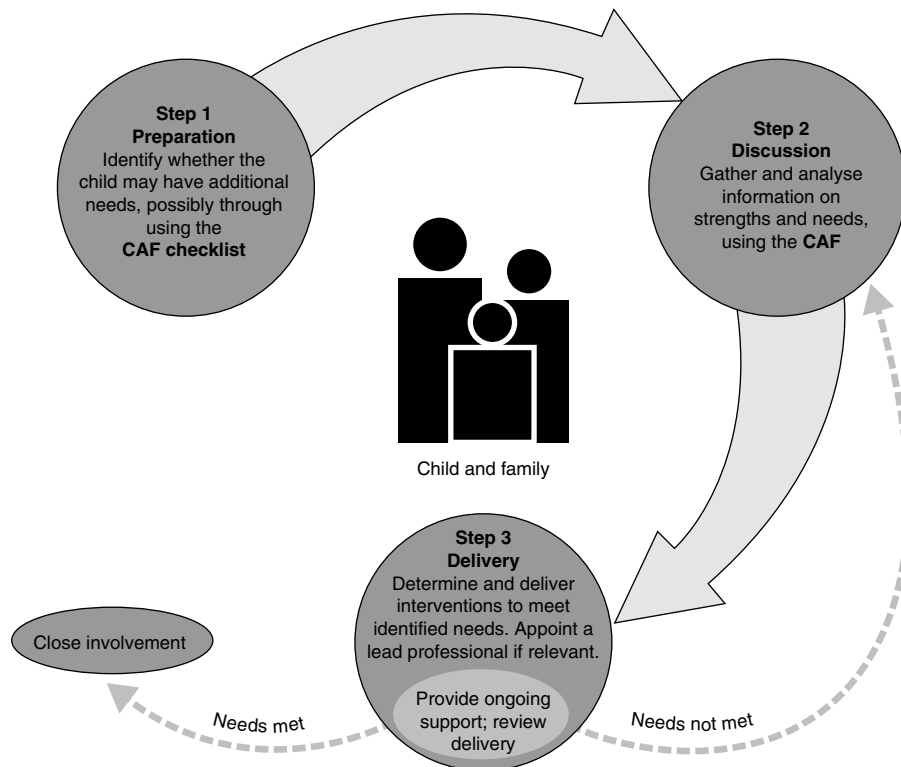 Step 1
Preparation
Identify whether the
child may have additional
needs, possibly through
using the
CAF checklist
Step 2
Discussion
Gather and analyse
information on
strengths and needs,
using the CAF
Child and family
Step 3
Delivery
Determine and deliver
interventions to meet
identified needs. Appoint a
lead professional if relevant.
Provide ongoing
support; review
delivery
Close involvement
Needs met
Needs not met